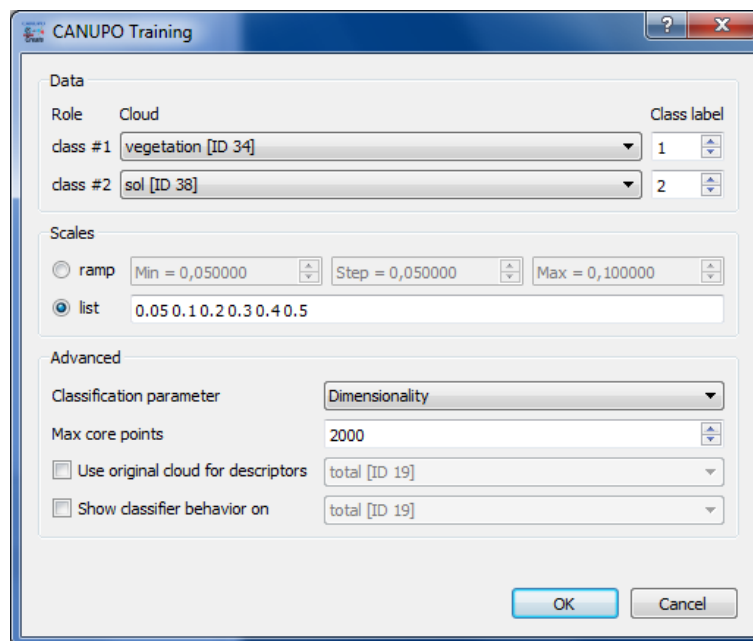 CANUPO Training
Data
Role Cloud Class label
class #1 vegetation [ID 34] 1
class #2 sol [ID 38] 2
Scales
ramp Min = 0,050000 Step = 0,050000 Max = 0,100000
list 0.05 0.1 0.2 0.3 0.4 0.5
Advanced
Classification parameter Dimensionality
Max core points 2000
Use original cloud for descriptors total [ID 19]
Show classifier behavior on total [ID 19]
OK Cancel